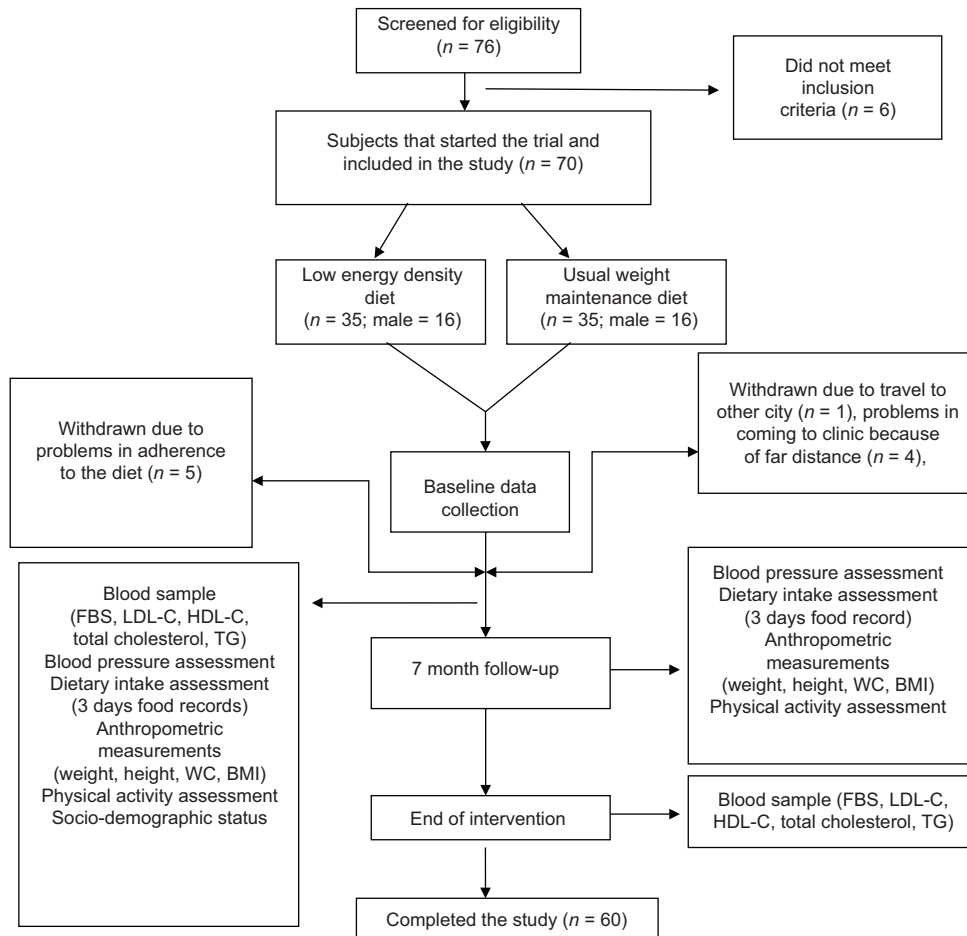 Screened for eligibility
(n = 76)
Did not meet
inclusion
criteria (n = 6)
Subjects that started the trial and
included in the study (n = 70)
Low energy density
diet
(n = 35; male = 16)
Usual weight
maintenance diet
(n = 35; male = 16)
Withdrawn due to
problems in adherence
to the diet (n = 5)
Withdrawn due to travel to
other city (n = 1), problems in
coming to clinic because
of far distance (n = 4),
Baseline data
collection
Blood sample
(FBS, LDL-C, HDL-C,
total cholesterol, TG)
Blood pressure assessment
Dietary intake assessment
(3 days food records)
Anthropometric
measurements
(weight, height, WC, BMI)
Physical activity assessment
Socio-demographic status
7 month follow-up
Blood pressure assessment
Dietary intake assessment
(3 days food record)
Anthropometric
measurements
(weight, height, WC, BMI)
Physical activity assessment
End of intervention
Blood sample (FBS, LDL-C,
HDL-C, total cholesterol, TG)
Completed the study (n = 60)